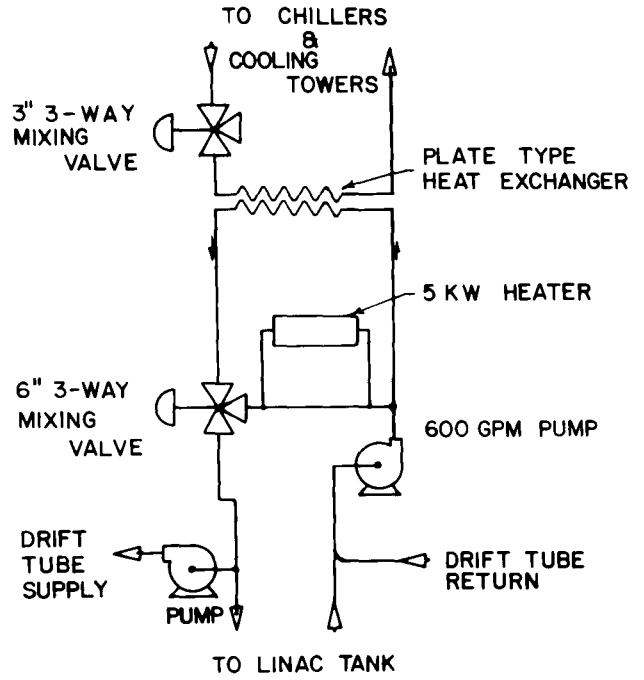 TO CHILLERS
&
COOLING
TOWERS
3" 3-WAY
MIXING
VALVE
PLATE TYPE
HEAT EXCHANGER
5 KW HEATER
6" 3-WAY
MIXING
VALVE
600 GPM PUMP
DRIFT
TUBE
SUPPLY
PUMP
DRIFT TUBE
RETURN
TO LINAC TANK